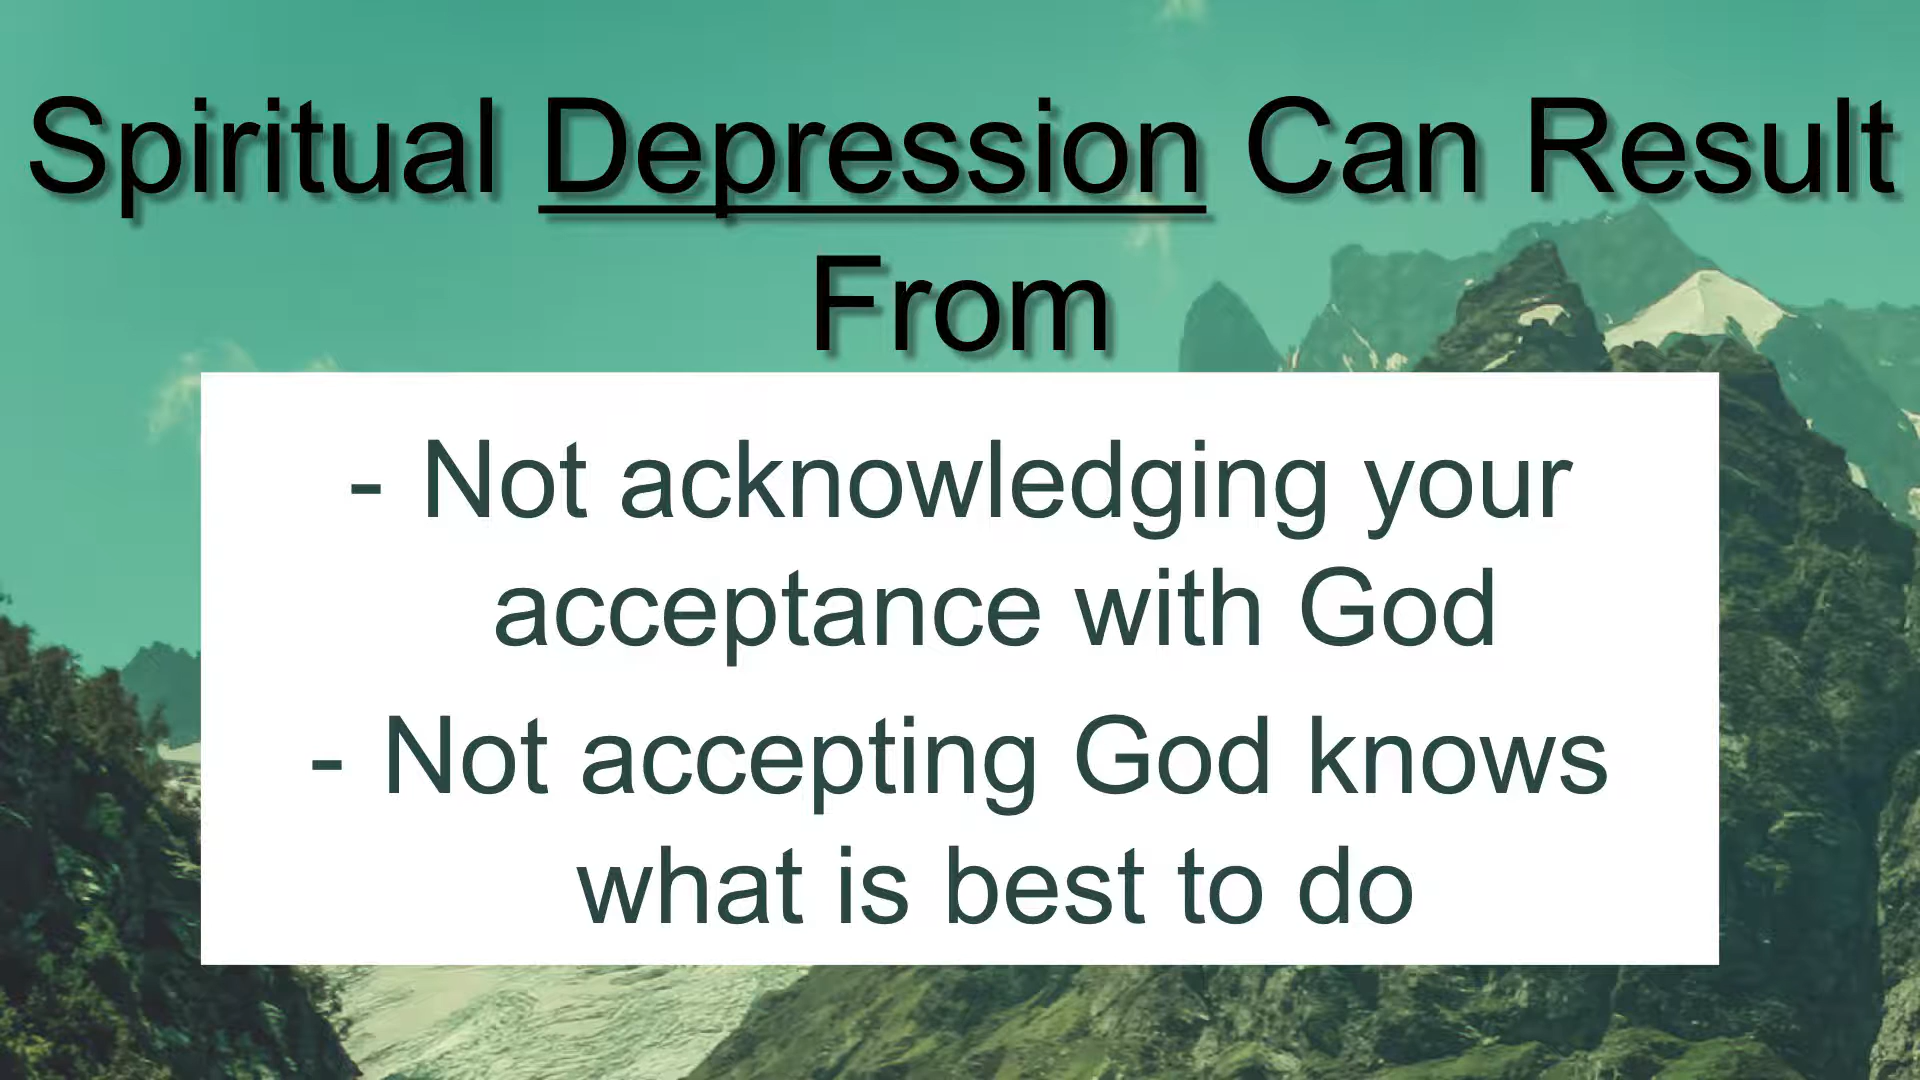 Spiritual Depression Can Result
From
- Not acknowledging your
acceptance with God
- Not accepting God knows
what is best to do